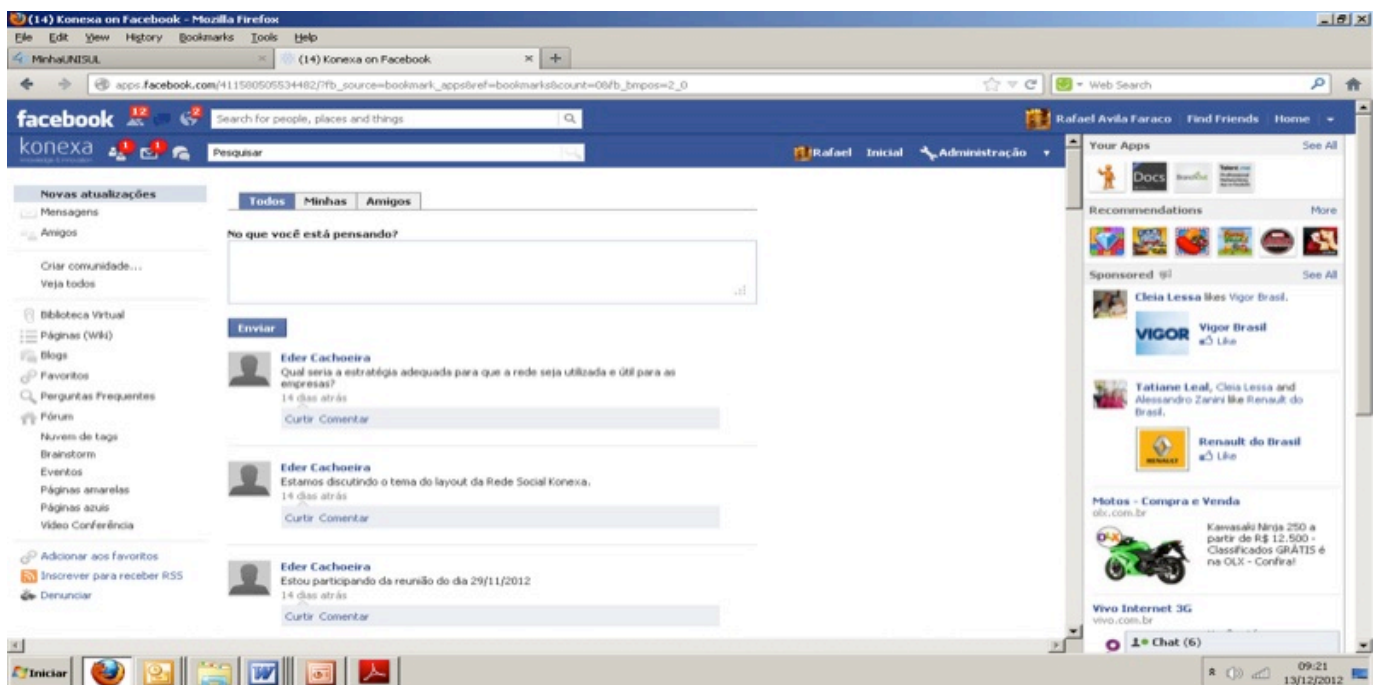 (14) Konexa on Facebook - Mozilla Firefox
File Edit View History Bookmarks Tools Help
MinhaUNISUL
(14) Konexa on Facebook
apps.facebook.com/411580505534482/?fb_source=bookmark_apps&ref=bookmarks&count=0&fb_bmpos=2_0
Web Search
facebook 12 2
Search for people, places and things
Rafael Avila Faraco Find Friends Home
konexa 1 1
Pesquisar
Rafael Inicial Administração
Novas atualizações
Mensagens
Amigos
Criar comunidade...
Veja todos
Biblioteca Virtual
Páginas (Wiki)
Blogs
Favoritos
Perguntas Frequentes
Fórum
Nuvem de tags
Brainstorm
Eventos
Páginas amarelas
Páginas azuis
Vídeo Conferência
Adicionar aos favoritos
Inscrever para receber RSS
Denunciar
Todos Minhas Amigos
No que você está pensando?
Enviar
Eder Cachoeira
Qual seria a estratégia adequada para que a rede seja utilizada e útil para as
empresas?
14 dias atrás
Curtir Comentar
Eder Cachoeira
Estamos discutindo o tema do layout da Rede Social Konexa.
14 dias atrás
Curtir Comentar
Eder Cachoeira
Estou participando da reunião do dia 29/11/2012
14 dias atrás
Curtir Comentar
Your Apps See All
Docs
Recommendations More
Sponsored See All
Cleia Lessa likes Vigor Brasil.
VIGOR
Vigor Brasil
Like
Tatiane Leal, Cleia Lessa and
Alessandro Zanini like Renault do
Brasil.
RENAULT
Renault do Brasil
Like
Motos - Compra e Venda
olx.com.br
OLX
Kawasaki Ninja 250 a
partir de R$ 12.500 -
Classificados GRÁTIS é
na OLX - Confira!
Vivo Internet 3G
vivo.com.br
Chat (6)
Iniciar
09:21
13/12/2012